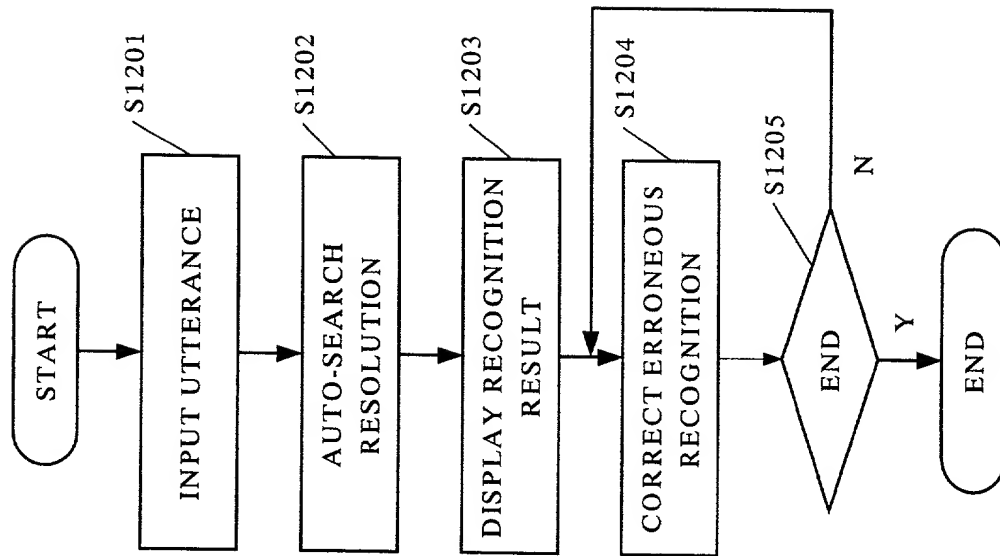 START
INPUT UTTERANCE
S1201
AUTO-SEARCH
RESOLUTION
S1202
DISPLAY RECOGNITION
RESULT
S1203
CORRECT ERRONEOUS
RECOGNITION
S1204
END
S1205
N
Y
END